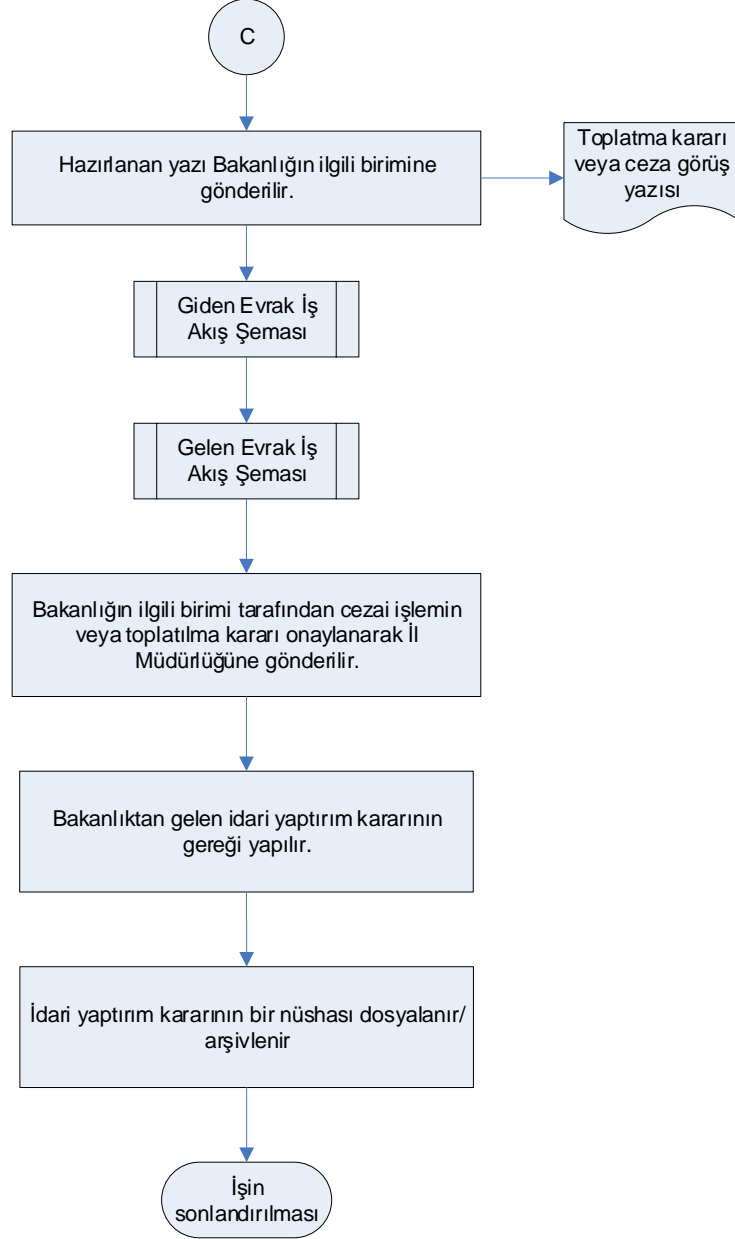 C
Hazırlanan yazı Bakanlığın ilgili birimine
gönderilir.
Toplatma kararı
veya ceza görüş
yazısı
Giden Evrak İş
Akış Şeması
Gelen Evrak İş
Akış Şeması
Bakanlığın ilgili birimi tarafından cezai işlemin
veya toplatılma kararı onaylanarak İl
Müdürlüğüne gönderilir.
Bakanlıktan gelen idari yaptırım kararının
gereği yapılır.
İdari yaptırım kararının bir nüshası dosyalanır/
arşivlenir
İşin
sonlandırılması